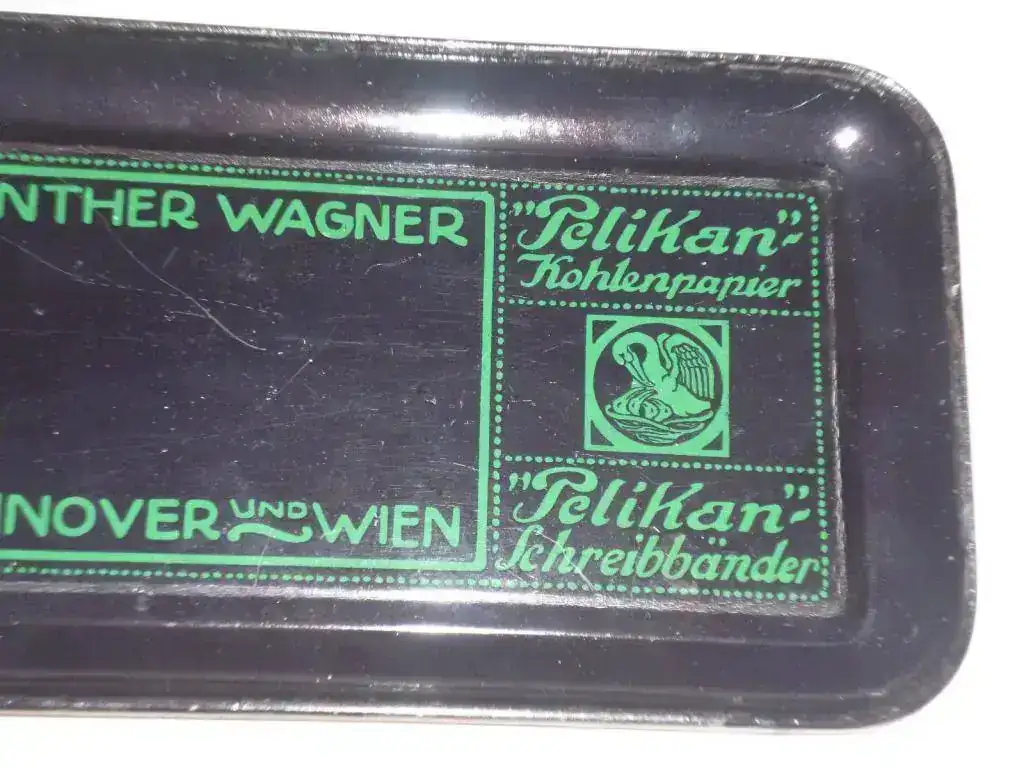 NTHER WAGNER
"Pelikan"-
Kohlenpapier
NOVER UND WIEN
"Pelikan"-
Schreibbänder